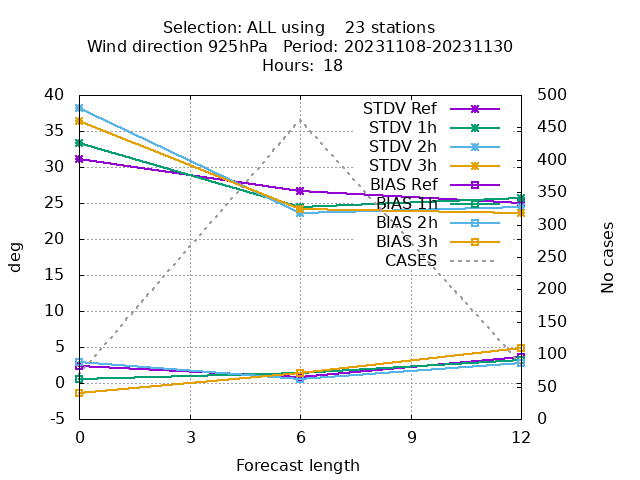 Selection: ALL using 23 stations
Wind direction 925hPa Period: 20231108-20231130
Hours: 18
40
35
30
25
20
15
10
5
0
-5
deg
500
450
400
350
300
250
200
150
100
50
0
No cases
STDV Ref
STDV 1h
STDV 2h
STDV 3h
BIAS Ref
BIAS 1h
BIAS 2h
BIAS 3h
CASES
0 3 6 9 12
Forecast length